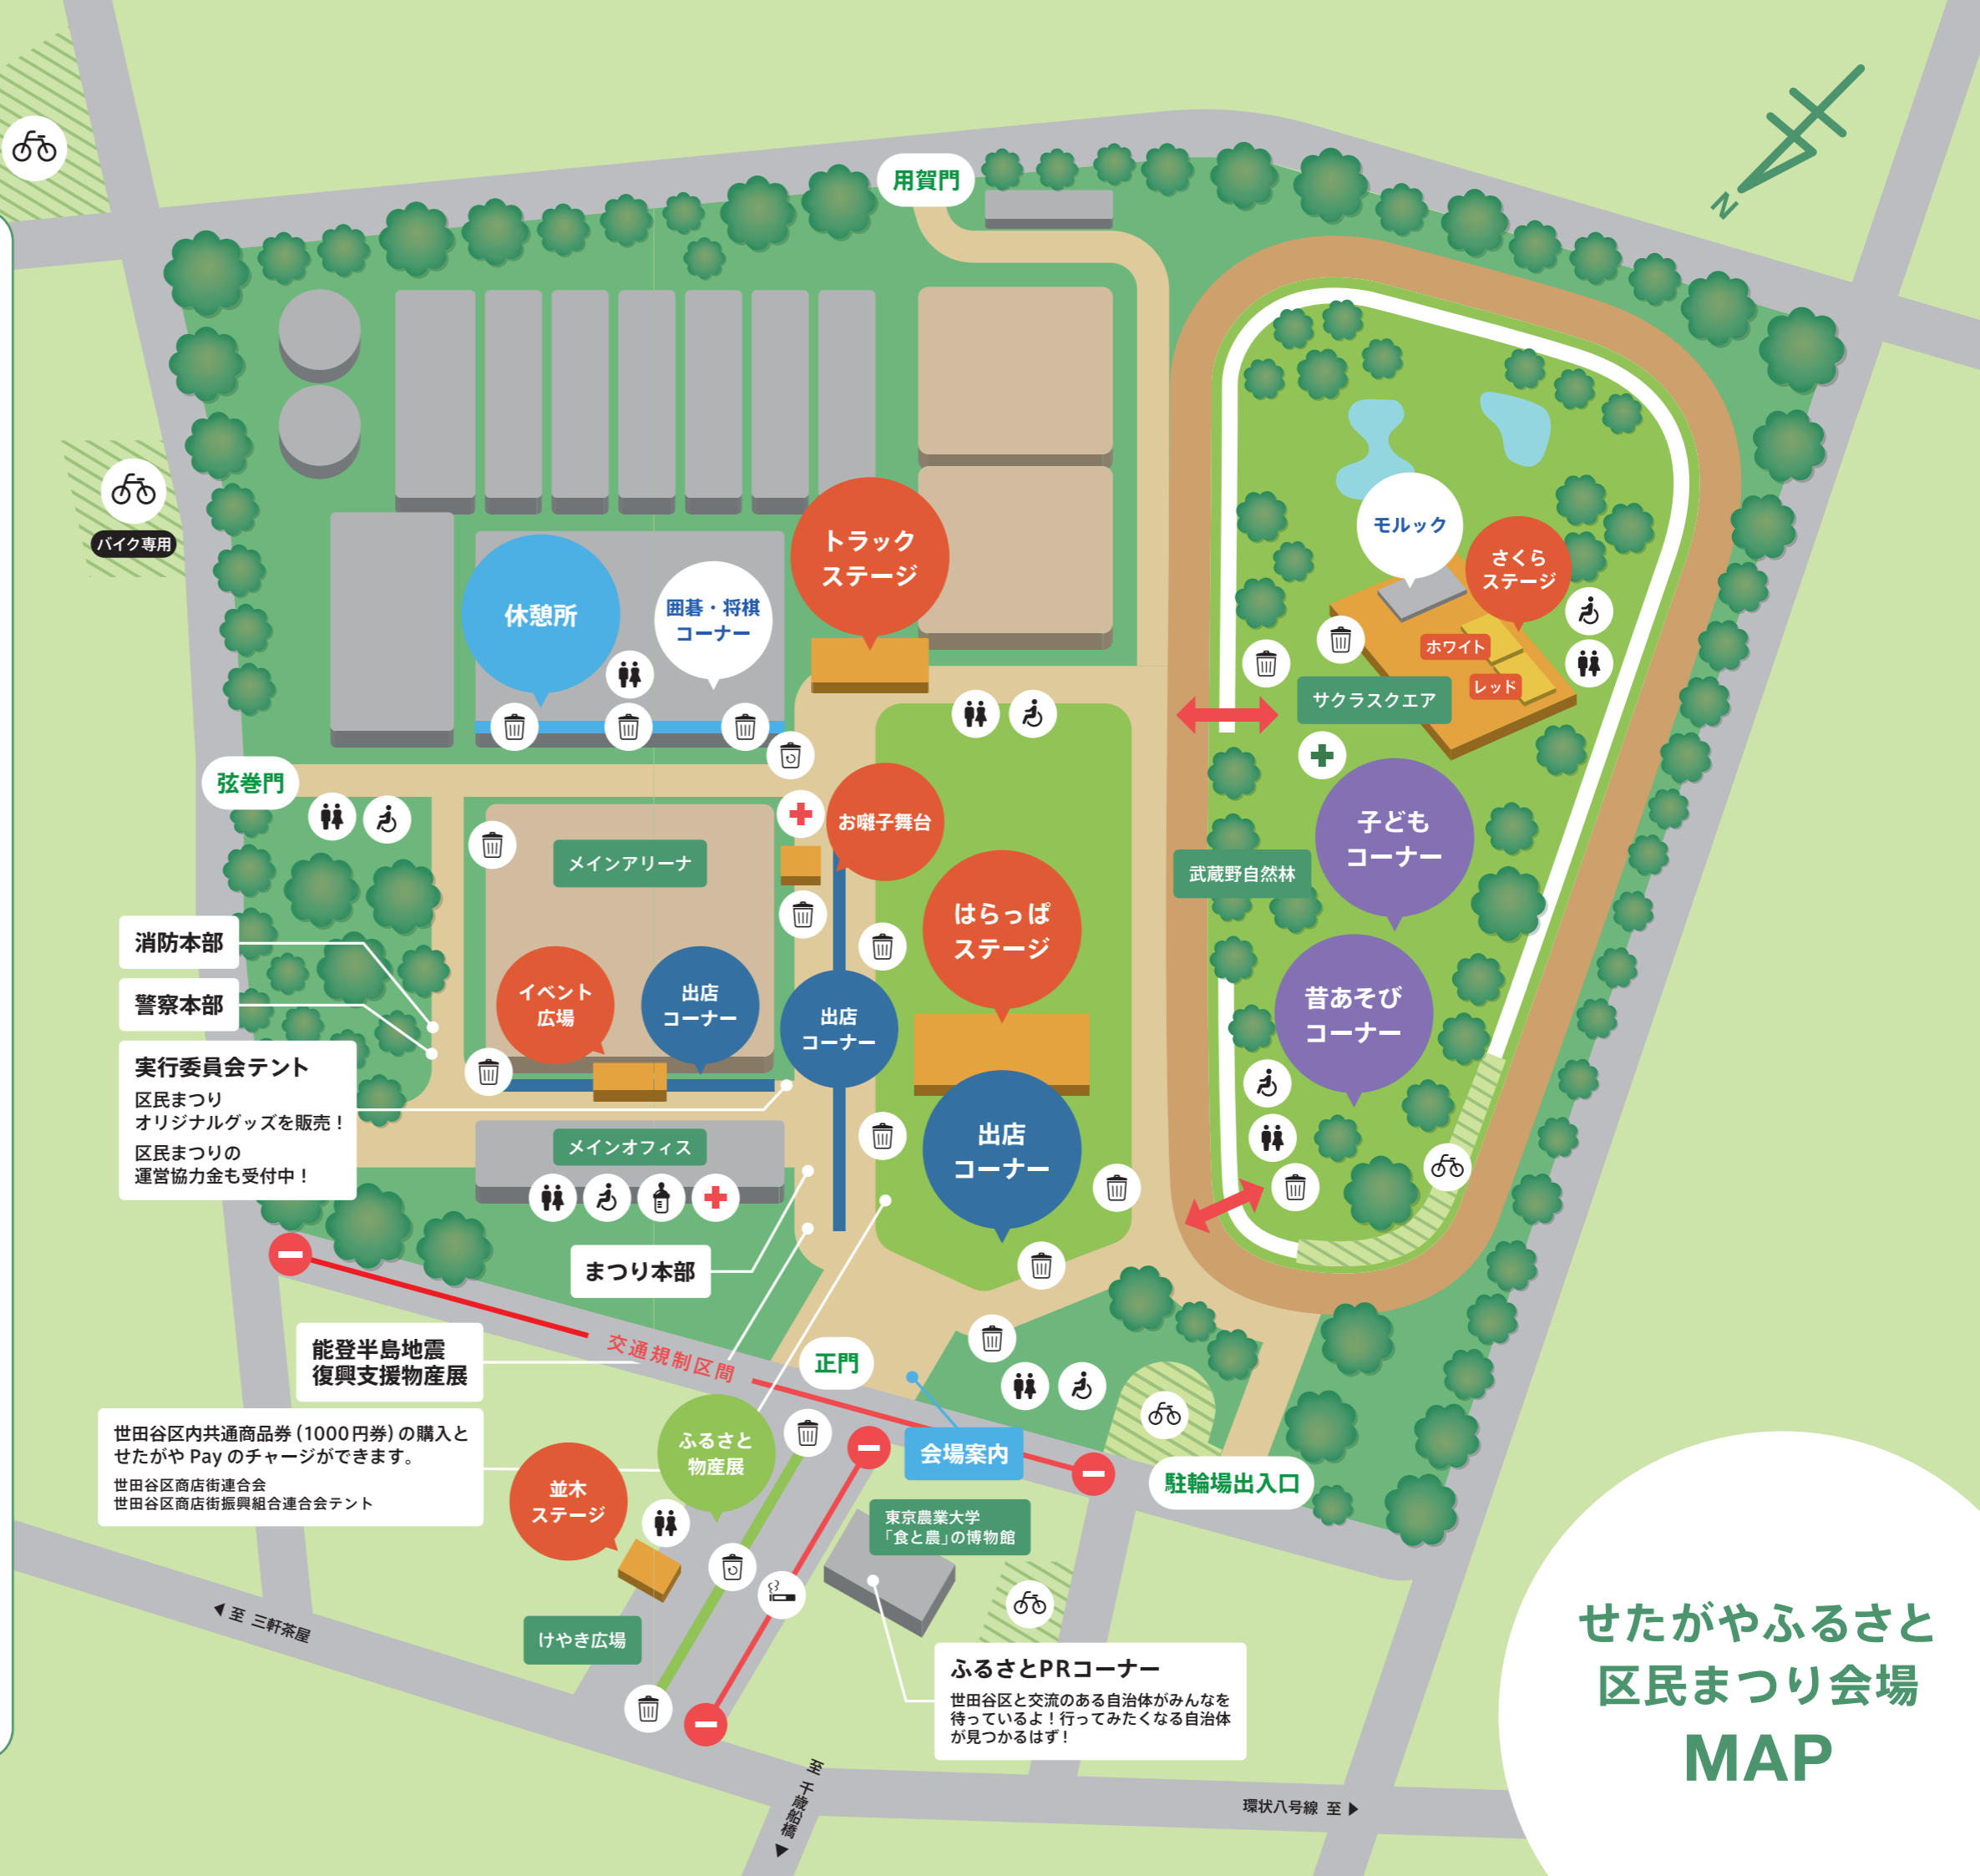 用賀門
N
バイク専用
トラック
ステージ
休憩所
囲碁・将棋
コーナー
モルック
さくら
ステージ
ホワイト
レッド
サクラスクエア
弦巻門
お囃子舞台
メインアリーナ
子ども
コーナー
武蔵野自然林
はらっぱ
ステージ
消防本部
警察本部
イベント
広場
出店
コーナー
出店
コーナー
昔あそび
コーナー
実行委員会テント
区民まつり
オリジナルグッズを販売！
区民まつりの
運営協力金も受付中！
メインオフィス
出店
コーナー
まつり本部
能登半島地震
復興支援物産展
交通規制区間
正門
世田谷区内共通商品券（1000円券）の購入と
せたがや Pay のチャージができます。
世田谷区商店街連合会
世田谷区商店街振興組合連合会テント
ふるさと
物産展
会場案内
並木
ステージ
駐輪場出入口
東京農業大学
「食と農」の博物館
けやき広場
至 三軒茶屋
ふるさとPRコーナー
世田谷区と交流のある自治体がみんなを
待っているよ！行ってみたくなる自治体
が見つかるはず！
至 千歳船橋
環状八号線 至
せたがやふるさと
区民まつり会場
MAP